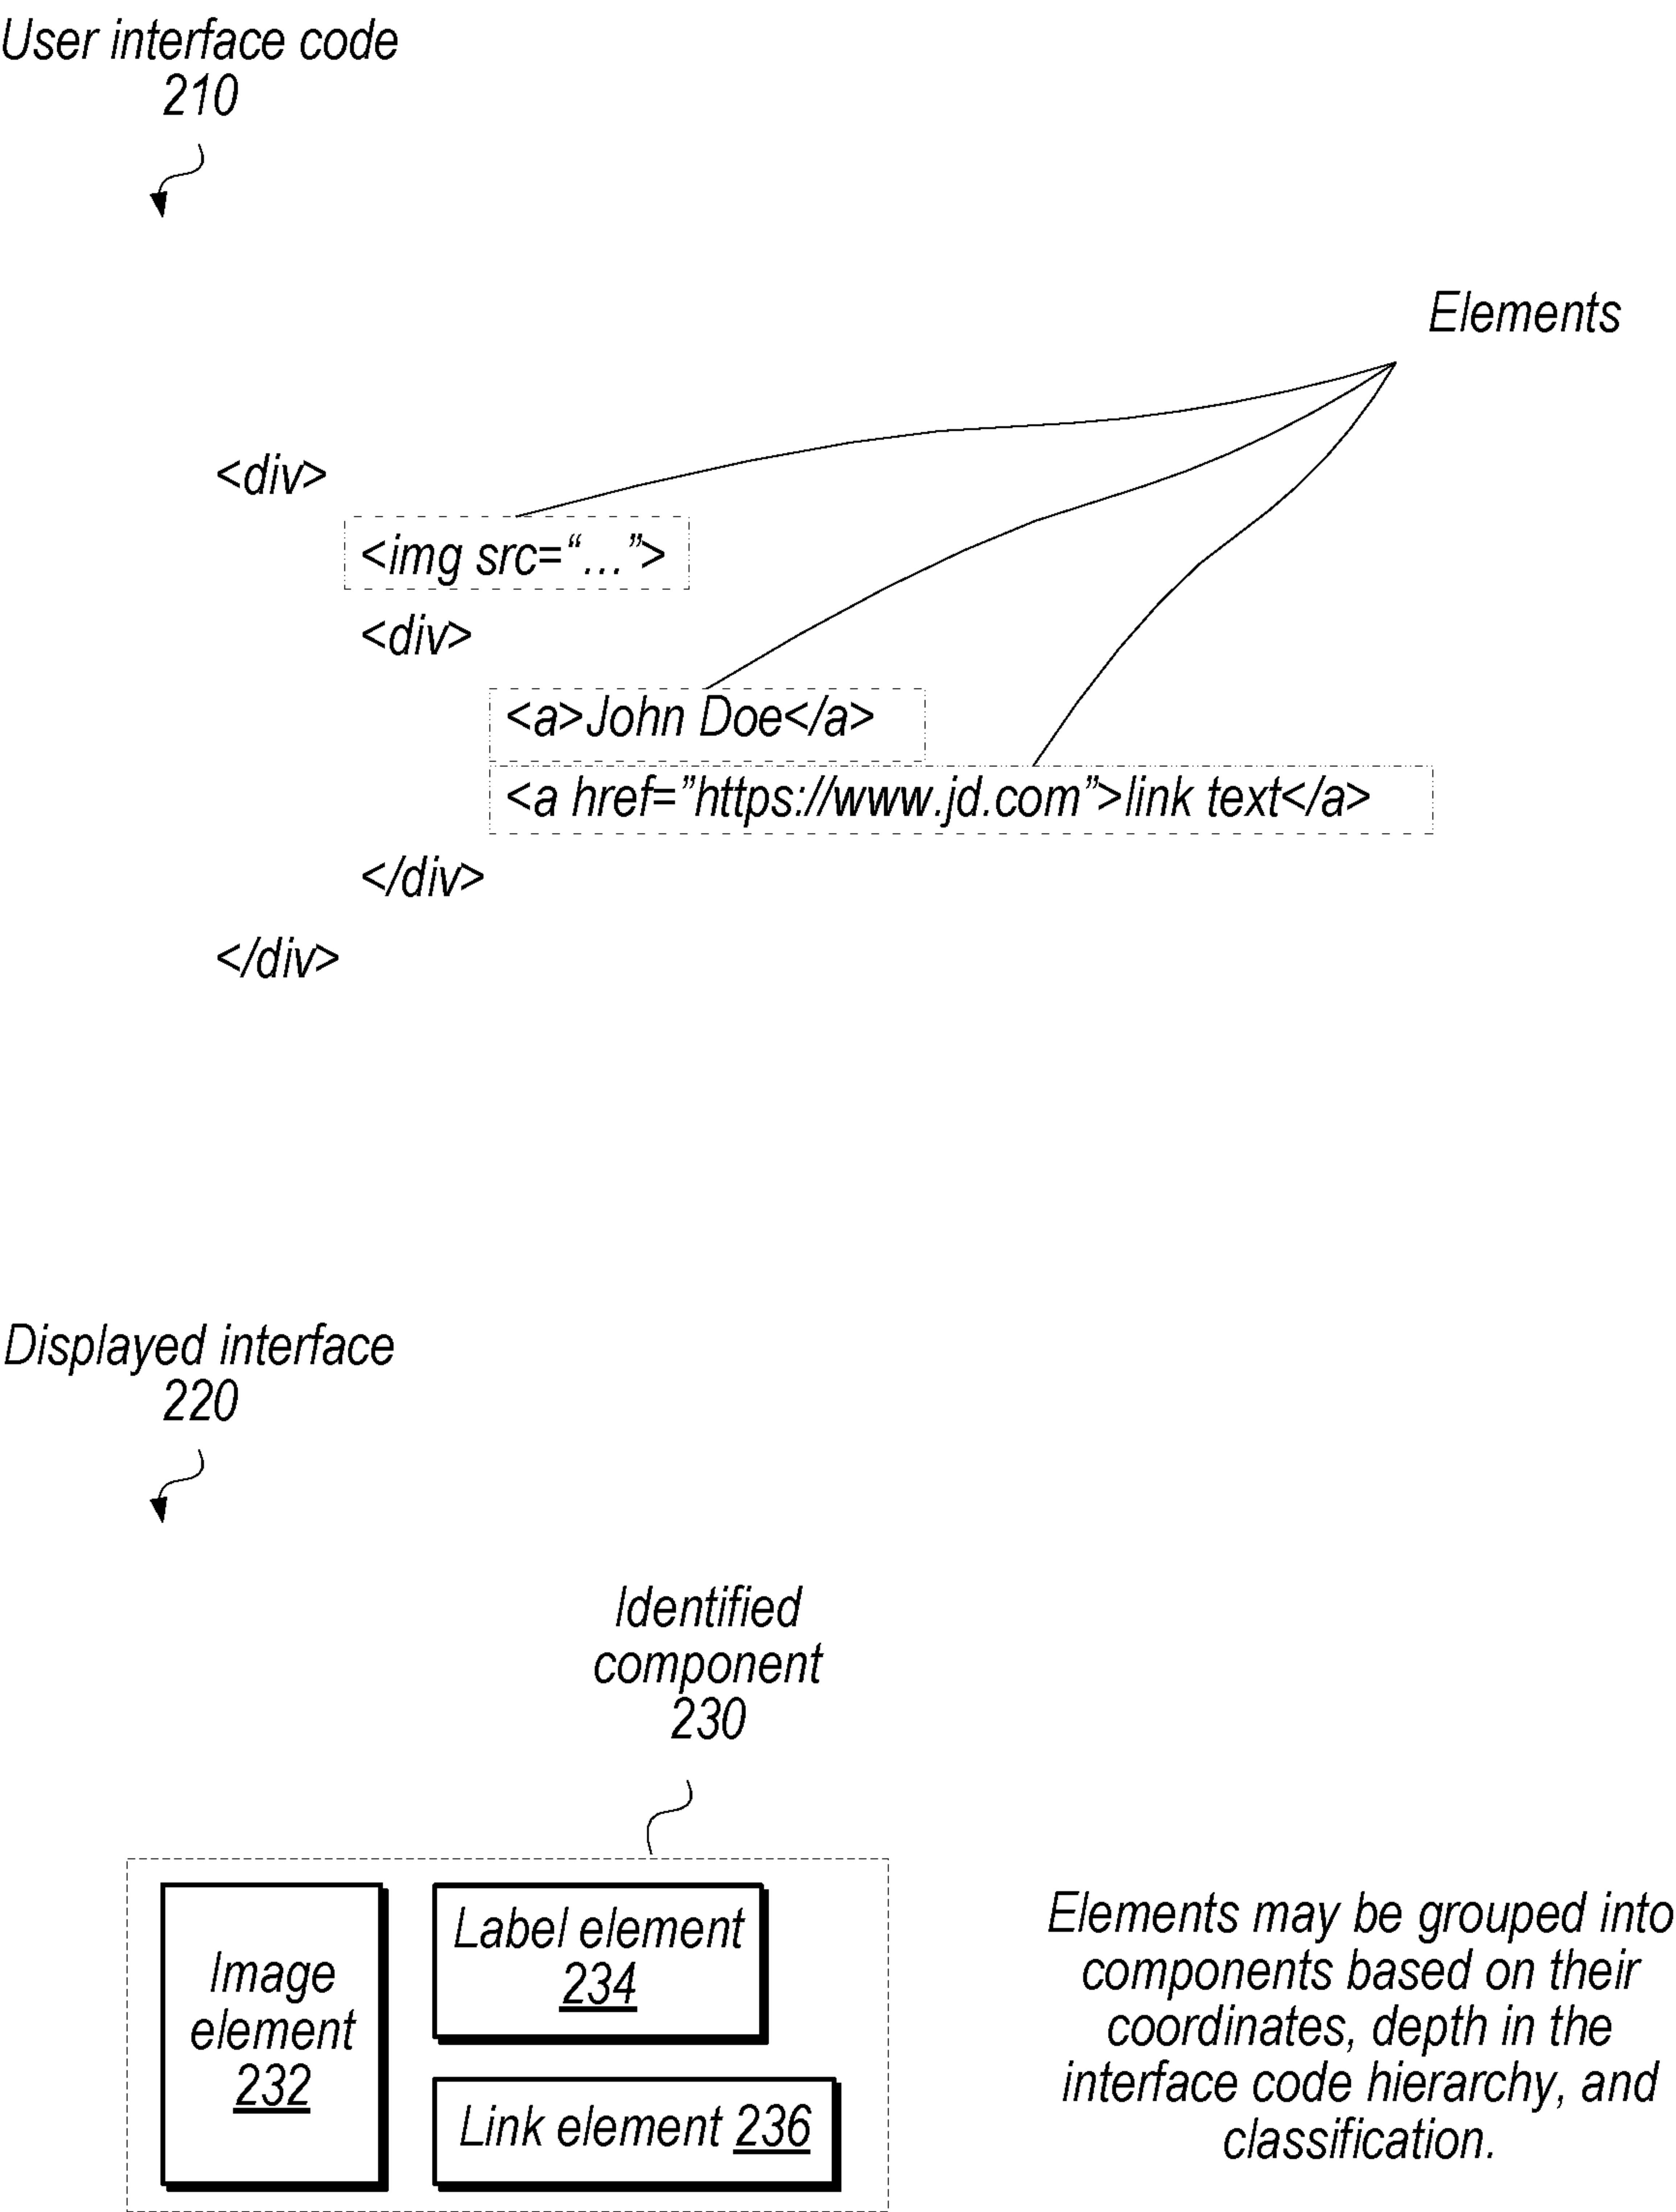 User interface code
210
Elements
<div>
<img src=“...”>
<div>
<a>John Doe</a>
<a href=”https://www.jd.com”>link text</a>
</div>
</div>
Displayed interface
220
Identified
component
230
Image
element
232
Label element
234
Link element 236
Elements may be grouped into
components based on their
coordinates, depth in the
interface code hierarchy, and
classification.